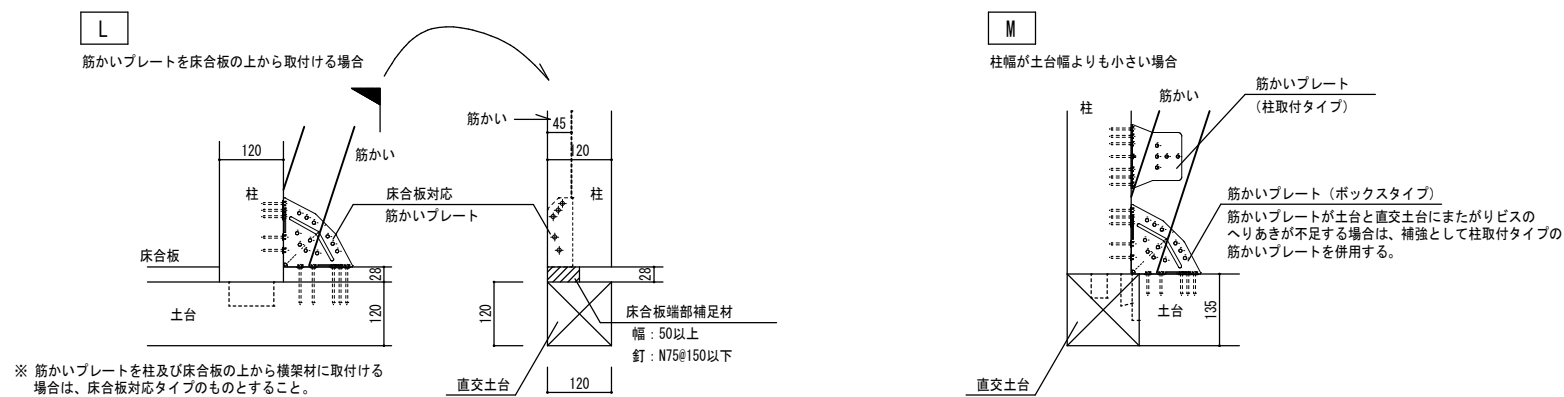 L
筋かいプレートを床合板の上から取付ける場合
筋かい
45
120
120
筋かい
柱
柱
床合板対応
筋かいプレート
床合板
28
28
土台
120
120
床合板端部補足材
幅：50以上
釘：N75@150以下
※ 筋かいプレートを柱及び床合板の上から横架材に取付ける
場合は、床合板対応タイプのものとすること。
直交土台
120
M
柱幅が土台幅よりも小さい場合
筋かいプレート
（柱取付タイプ）
筋かい
柱
筋かいプレート（ボックスタイプ）
筋かいプレートが土台と直交土台にまたがりビスの
へりあきが不足する場合は、補強として柱取付タイプの
筋かいプレートを併用する。
土台
135
直交土台